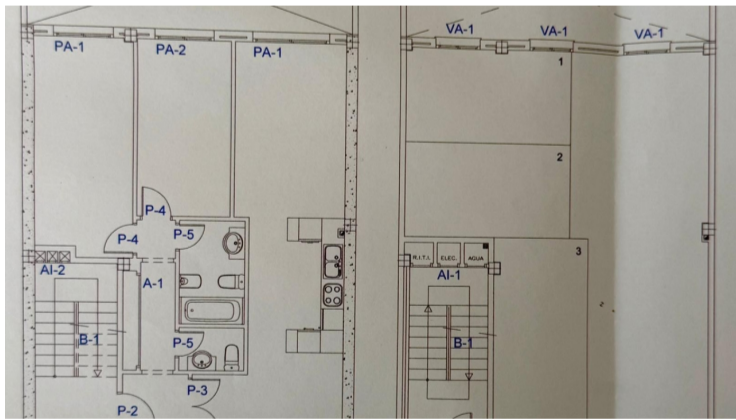 PA-1 PA-2 PA-1
P-4
P-4 P-5
AI-2
A-1
B-1
P-5
P-3
P-2
VA-1 VA-1 VA-1
1
2
3
R.I.T.I. ELEC. AGUA
AI-1
B-1